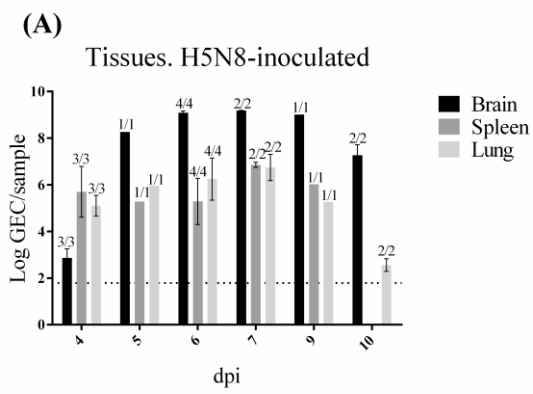 (A)
Tissues. H5N8-inoculated
Log GEC/sample
10
8
6
4
2
0
3/3 3/3 3/3
1/1 1/1 1/1
4/4 4/4 4/4
2/2 2/2 2/2
1/1 1/1 1/1
2/2 2/2
4 5 6 7 9 10
dpi
Brain
Spleen
Lung